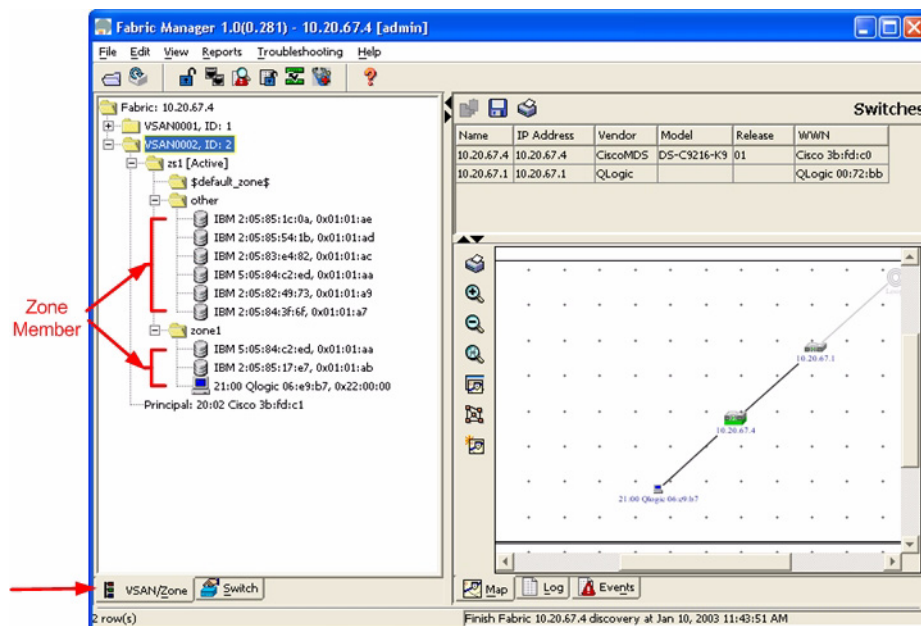 Fabric Manager 1.0(0.281) - 10.20.67.4 [admin]
File Edit View Reports Troubleshooting Help
Fabric: 10.20.67.4
VSAN0001, ID: 1
VSAN0002, ID: 2
zs1 [Active]
$default_zone$
other
IBM 2:05:85:1c:0a, 0x01:01:ae
IBM 2:05:85:54:1b, 0x01:01:ad
IBM 2:05:83:e4:82, 0x01:01:ac
IBM 5:05:84:c2:ed, 0x01:01:aa
IBM 2:05:82:49:73, 0x01:01:a9
IBM 2:05:84:3f:6f, 0x01:01:a7
zone1
IBM 5:05:84:c2:ed, 0x01:01:aa
IBM 2:05:85:17:e7, 0x01:01:ab
21:00 Qlogic 06:e9:b7, 0x22:00:00
Principal: 20:02 Cisco 3b:fd:c1
Zone
Member
VSAN/Zone Switch
2 row(s)
Switches
Name IP Address Vendor Model Release WWN
10.20.67.4 10.20.67.4 CiscoMDS DS-C9216-K9 01 Cisco 3b:fd:c0
10.20.67.1 10.20.67.1 QLogic QLogic 00:72:bb
10.20.67.1
10.20.67.4
21:00 Qlogic 06:e9:b7
Map Log Events
Finish Fabric 10.20.67.4 discovery at Jan 10, 2003 11:43:51 AM